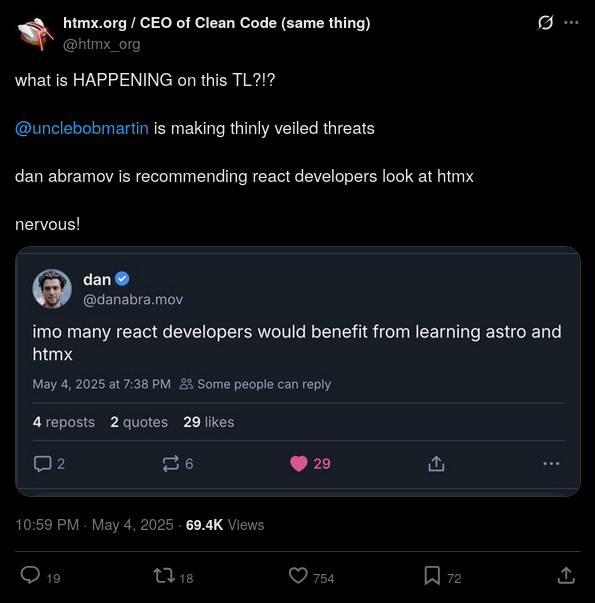 htmx.org / CEO of Clean Code (same thing)
@htmx_org
what is HAPPENING on this TL?!?
@unclebobmartin is making thinly veiled threats
dan abramov is recommending react developers look at htmx
nervous!
dan
@danabra.mov
imo many react developers would benefit from learning astro and
htmx
May 4, 2025 at 7:38 PM Some people can reply
4 reposts 2 quotes 29 likes
2 6 29
10:59 PM · May 4, 2025 · 69.4K Views
19 18 754 72